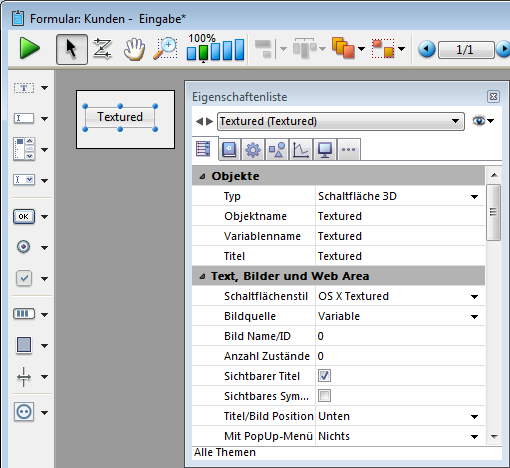 Formular: Kunden - Eingabe*
100%
1/1
T
I
I
OK
Textured
Eigenschaftenliste
Textured (Textured)
Objekte
Typ Schaltfläche 3D
Objektname Textured
Variablenname Textured
Titel Textured
Text, Bilder und Web Area
Schaltflächenstil OS X Textured
Bildquelle Variable
Bild Name/ID 0
Anzahl Zustände 0
Sichtbarer Titel
Sichtbares Sym...
Titel/Bild Position Unten
Mit PopUp-Menü Nichts
Alle Themen